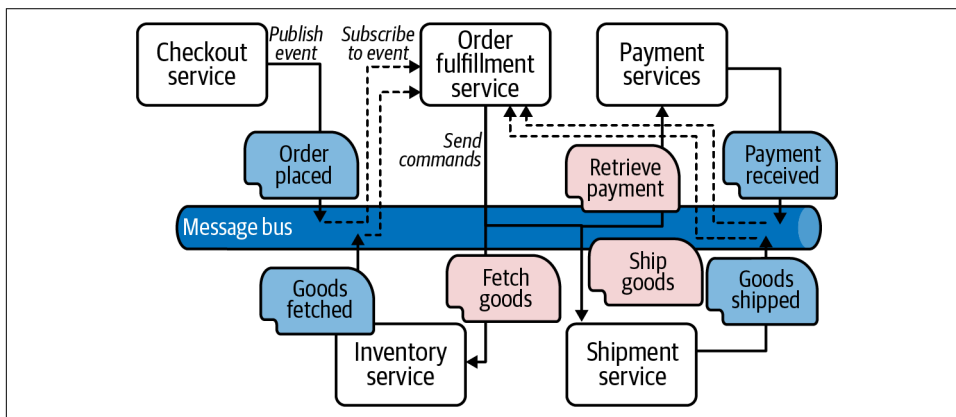 Checkout
service
Publish
event
Subscribe
to event
Order
fulfillment
service
Payment
services
Send
commands
Order
placed
Retrieve
payment
Payment
received
Message bus
Goods
fetched
Fetch
goods
Ship
goods
Goods
shipped
Inventory
service
Shipment
service